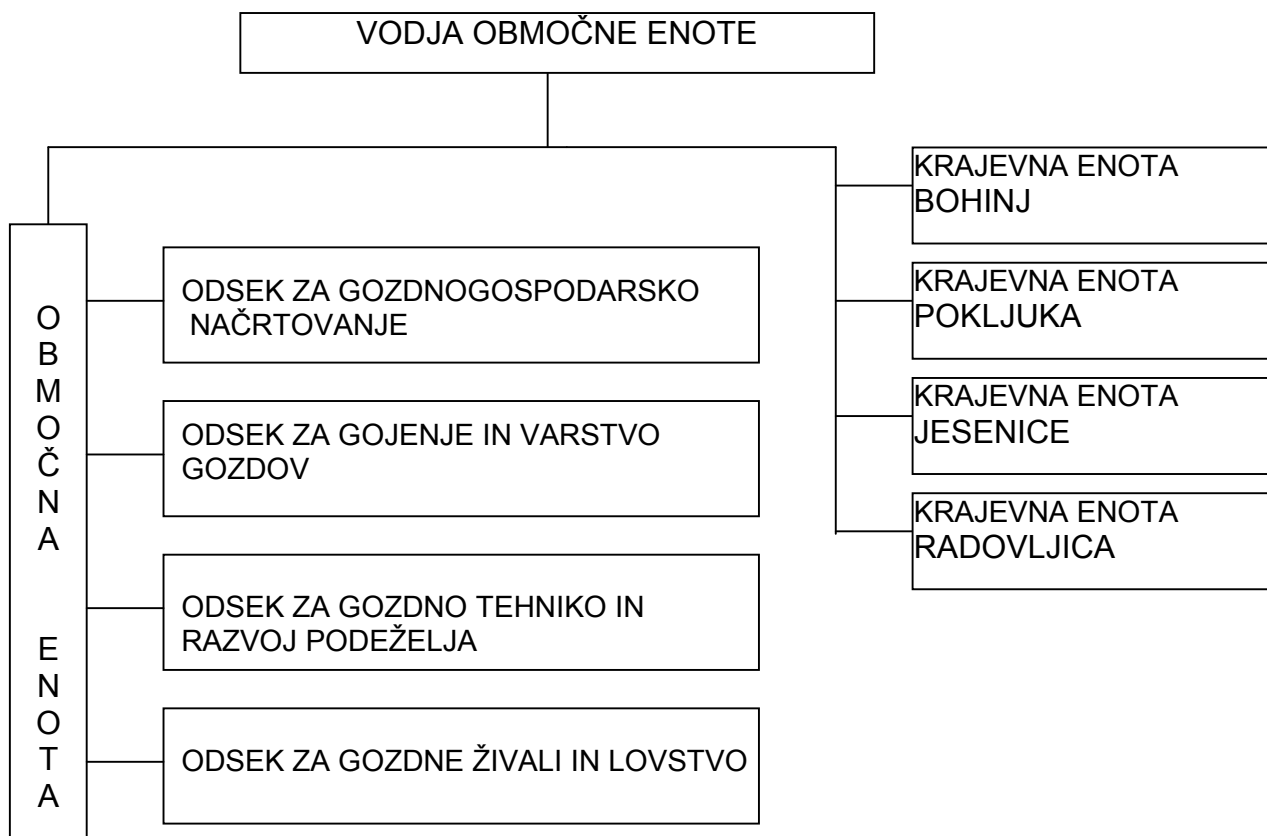 VODJA OBMOČNE ENOTE
OBMOČNA ENOTA
ODSEK ZA GOZDNOGOSPODARSKO
NAČRTOVANJE
ODSEK ZA GOJENJE IN VARSTVO
GOZDOV
ODSEK ZA GOZDNO TEHNIKO IN
RAZVOJ PODEŽELJA
ODSEK ZA GOZDNE ŽIVALI IN LOVSTVO
KRAJEVNA ENOTA
BOHINJ
KRAJEVNA ENOTA
POKLJUKA
KRAJEVNA ENOTA
JESENICE
KRAJEVNA ENOTA
RADOVLJICA